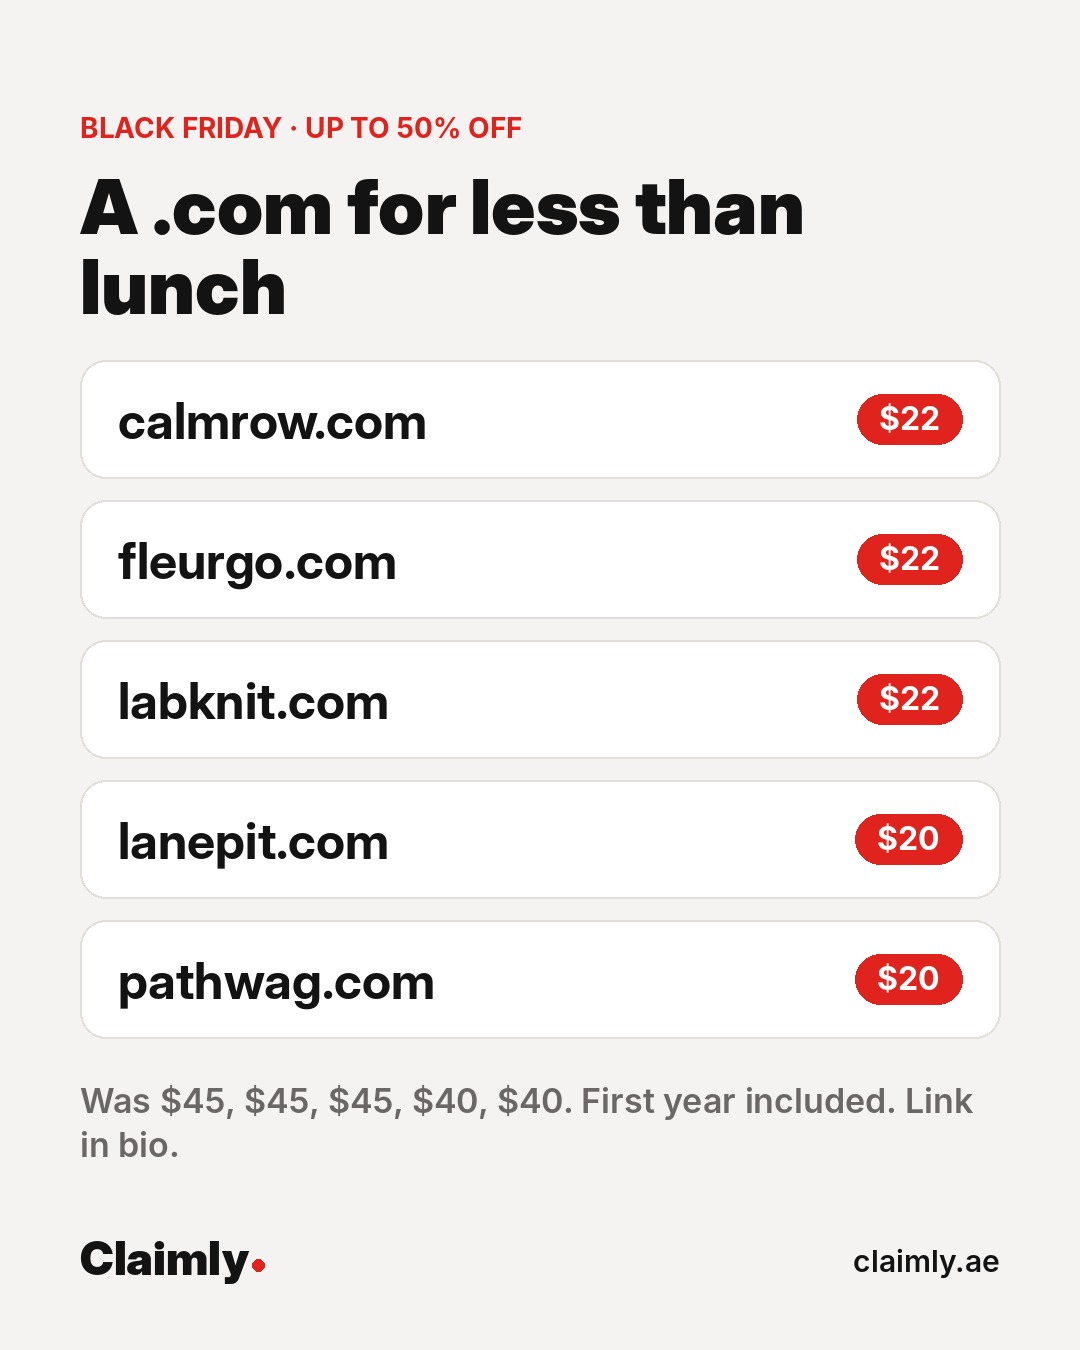 BLACK FRIDAY · UP TO 50% OFF
A .com for less than
lunch
calmrow.com $22
fleurgo.com $22
labknit.com $22
lanepit.com $20
pathwag.com $20
Was $45, $45, $45, $40, $40. First year included. Link
in bio.
Claimly. claimly.ae